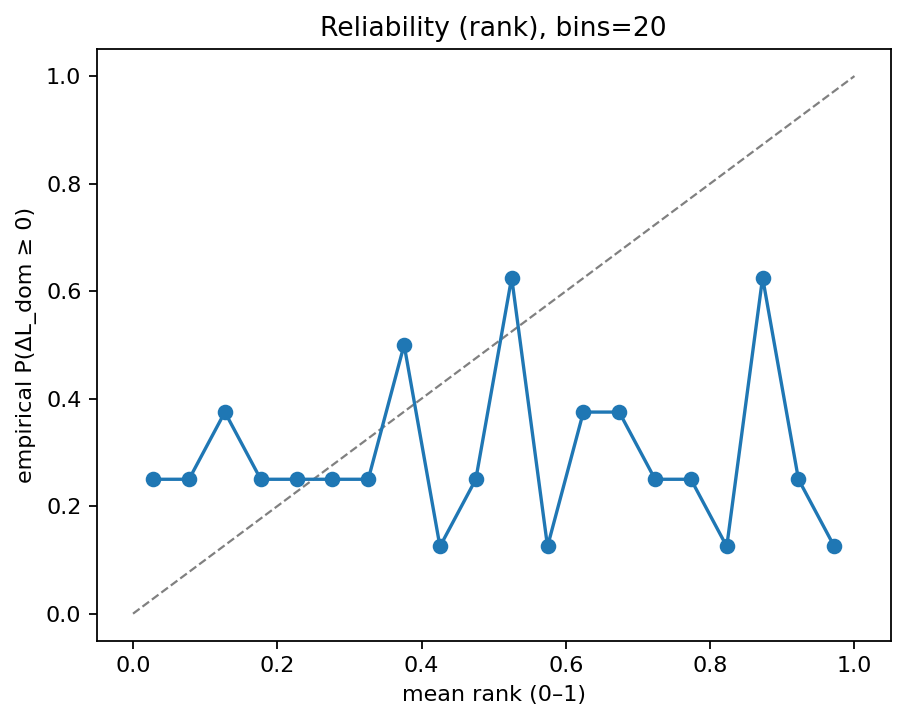 Reliability (rank), bins=20
1.0
0.8
0.6
0.4
0.2
0.0
empirical P(ΔL_dom ≥ 0)
0.0 0.2 0.4 0.6 0.8 1.0
mean rank (0–1)